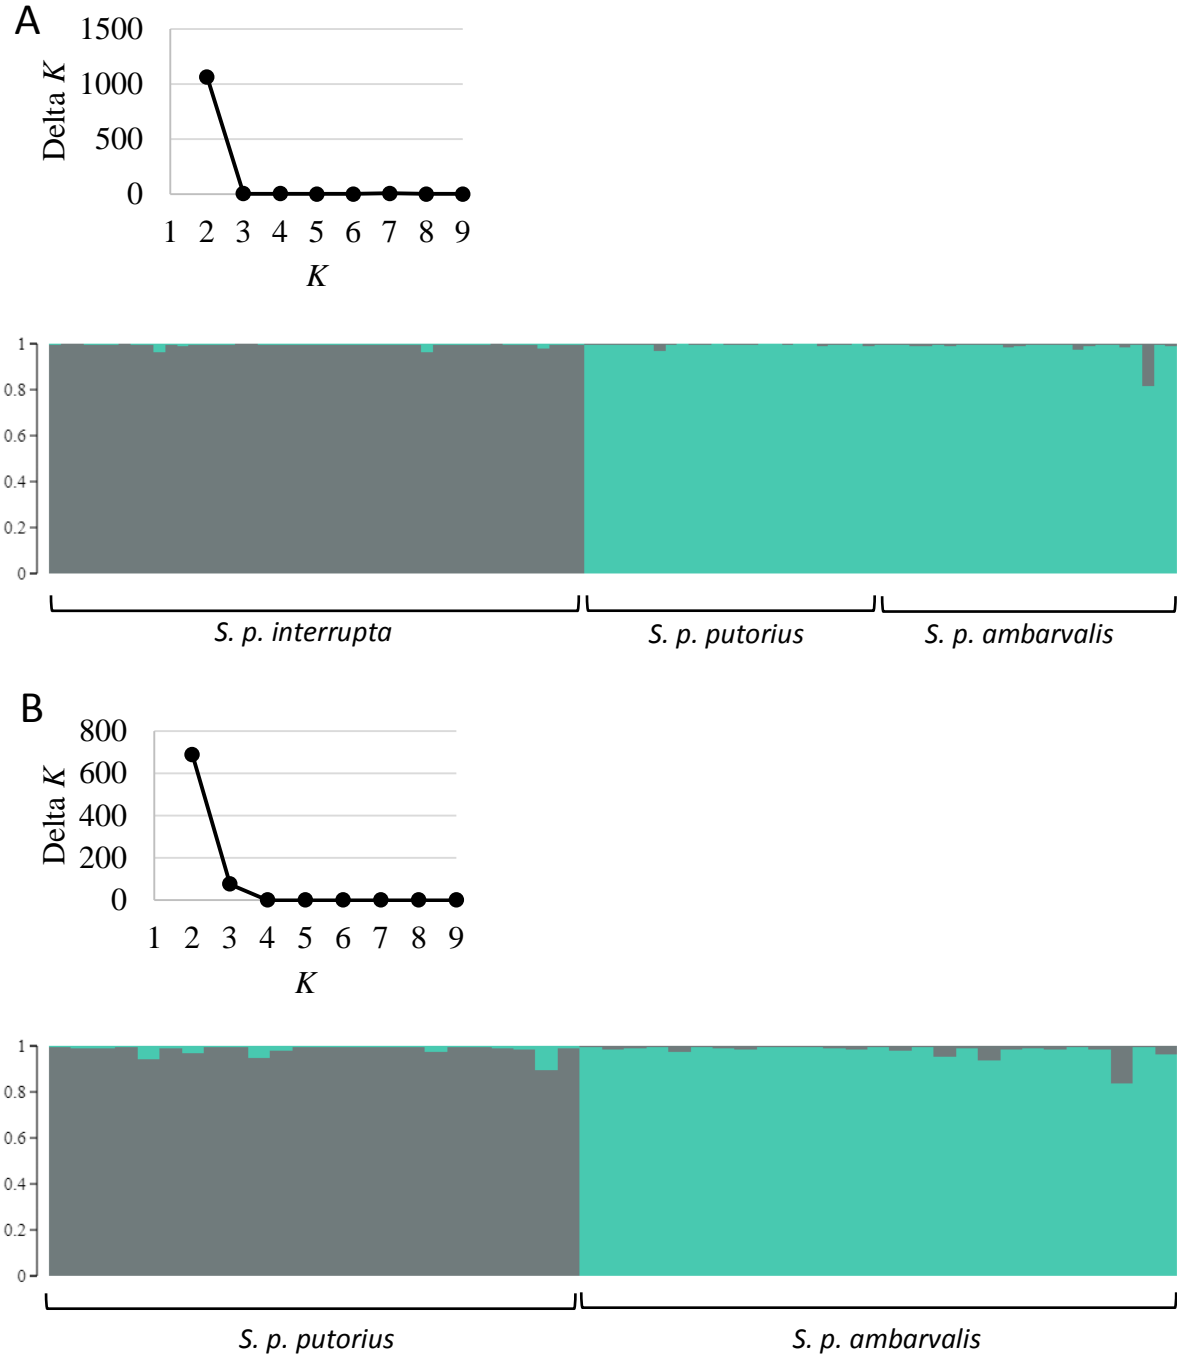 A
1500
1000
500
0
Delta K
1 2 3 4 5 6 7 8 9
K
1
0.8
0.6
0.4
0.2
0
S. p. interrupta S. p. putorius S. p. ambarvalis
B
800
600
400
200
0
Delta K
1 2 3 4 5 6 7 8 9
K
1
0.8
0.6
0.4
0.2
0
S. p. putorius S. p. ambarvalis